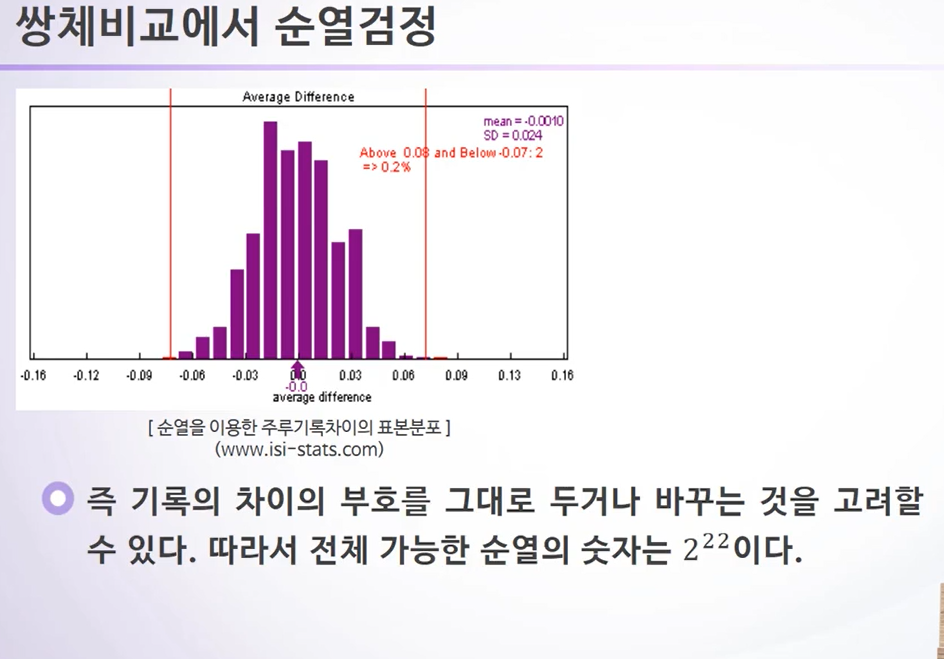 쌍체비교에서 순열검정
Average Difference
mean = -0.0010
SD = 0.024
Above 0.08 and Below -0.07: 2
=> 0.2%
-0.16 -0.12 -0.09 -0.06 -0.03 0.0 0.03 0.06 0.09 0.13 0.16
-0.0
average difference
[ 순열을 이용한 주루기록차이의 표본분포 ]
(www.isi-stats.com)
즉 기록의 차이의 부호를 그대로 두거나 바꾸는 것을 고려할
수 있다. 따라서 전체 가능한 순열의 숫자는 2²²이다.